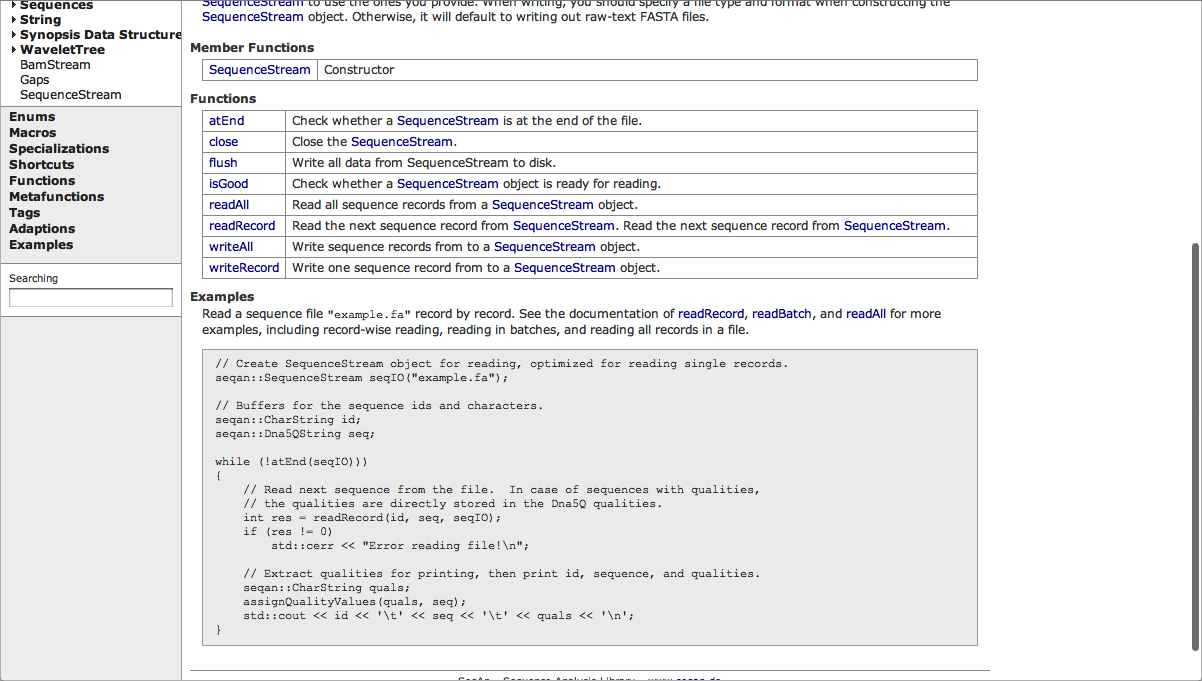 Sequences
String
Synopsis Data Structure
WaveletTree
BamStream
Gaps
SequenceStream
Enums
Macros
Specializations
Shortcuts
Functions
Metafunctions
Tags
Adaptions
Examples
Searching
SequenceStream to use the ones you provide. When writing, you should specify a file type and format when constructing the
SequenceStream object. Otherwise, it will default to writing out raw-text FASTA files.
Member Functions
SequenceStream Constructor
Functions
atEnd Check whether a SequenceStream is at the end of the file.
close Close the SequenceStream.
flush Write all data from SequenceStream to disk.
isGood Check whether a SequenceStream object is ready for reading.
readAll Read all sequence records from a SequenceStream object.
readRecord Read the next sequence record from SequenceStream. Read the next sequence record from SequenceStream.
writeAll Write sequence records from to a SequenceStream object.
writeRecord Write one sequence record from to a SequenceStream object.
Examples
Read a sequence file "example.fa" record by record. See the documentation of readRecord, readBatch, and readAll for more
examples, including record-wise reading, reading in batches, and reading all records in a file.
// Create SequenceStream object for reading, optimized for reading single records.
seqan::SequenceStream seqIO("example.fa");
// Buffers for the sequence ids and characters.
seqan::CharString id;
seqan::Dna5QString seq;
while (!atEnd(seqIO)))
{
// Read next sequence from the file.  In case of sequences with qualities,
// the qualities are directly stored in the Dna5Q qualities.
int res = readRecord(id, seq, seqIO);
if (res != 0)
std::cerr << "Error reading file!\n";
// Extract qualities for printing, then print id, sequence, and qualities.
seqan::CharString quals;
assignQualityValues(quals, seq);
std::cout << id << '\t' << seq << '\t' << quals << '\n';
}
SeqAn - Sequence Analysis Library - www.seqan.de